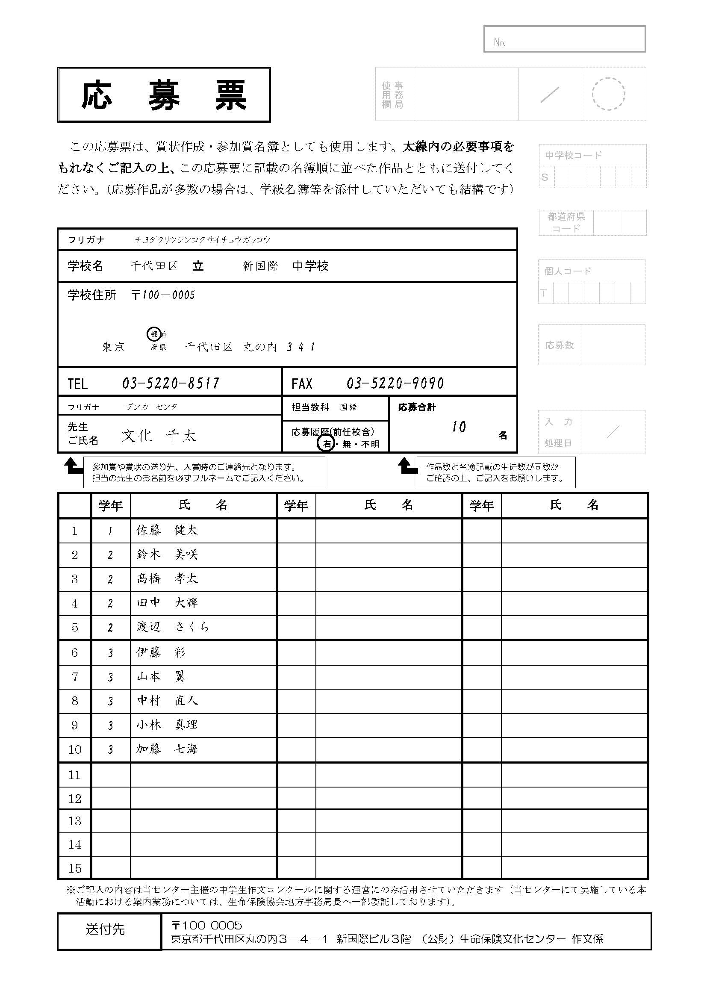 №
応 募 票
事務局使用欄 ／
この応募票は、賞状作成・参加賞名簿としても使用します。太線内の必要事項を
もれなくご記入の上、この応募票に記載の名簿順に並べた作品とともに送付してく
ださい。（応募作品が多数の場合は、学級名簿等を添付していただいても結構です）
中学校コード
S
都道府県
コード
個人コード
T
応募数
入 力
処理日 ／
フリガナ チヨダクリツシンコクサイチュウガッコウ
学校名 千代田区 立 新国際 中学校
学校住所 〒100－0005
都道
東京 府県 千代田区 丸の内 3-4-1
TEL 03-5220-8517 FAX 03-5220-9090
フリガナ ブンカ センタ 担当教科 国語 応募合計
先生
ご氏名 文化 千太 応募履歴(前任校含) 10 名
有・無・不明
参加賞や賞状の送り先、入賞時のご連絡先となります。
担当の先生のお名前を必ずフルネームでご記入ください。
作品数と名簿記載の生徒数が同数か
ご確認の上、ご記入をお願いします。
学年 氏 名 学年 氏 名 学年 氏 名
1 1 佐藤 健太
2 2 鈴木 美咲
3 2 髙橋 孝太
4 2 田中 大輝
5 2 渡辺 さくら
6 3 伊藤 彩
7 3 山本 翼
8 3 中村 直人
9 3 小林 真理
10 3 加藤 七海
11
12
13
14
15
※ご記入の内容は当センター主催の中学生作文コンクールに関する運営にのみ活用させていただきます（当センターにて実施している本
活動における案内業務については、生命保険協会地方事務局長へ一部委託しております）。
送付先 〒100-0005
東京都千代田区丸の内３－４－１ 新国際ビル３階 （公財）生命保険文化センター 作文係